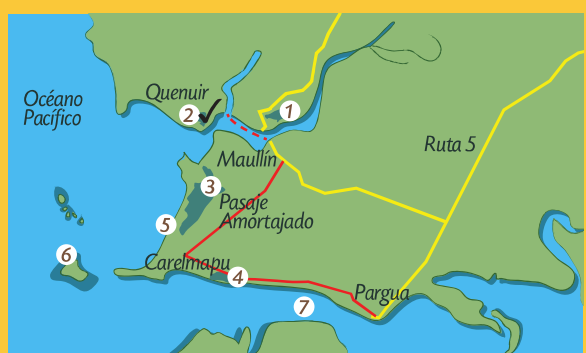 Océano
Pacífico
Quenuir
2
1
Ruta 5
Maullín
3
Pasaje
Amortajado
5
6
Carelmapu
4
7
Pargua